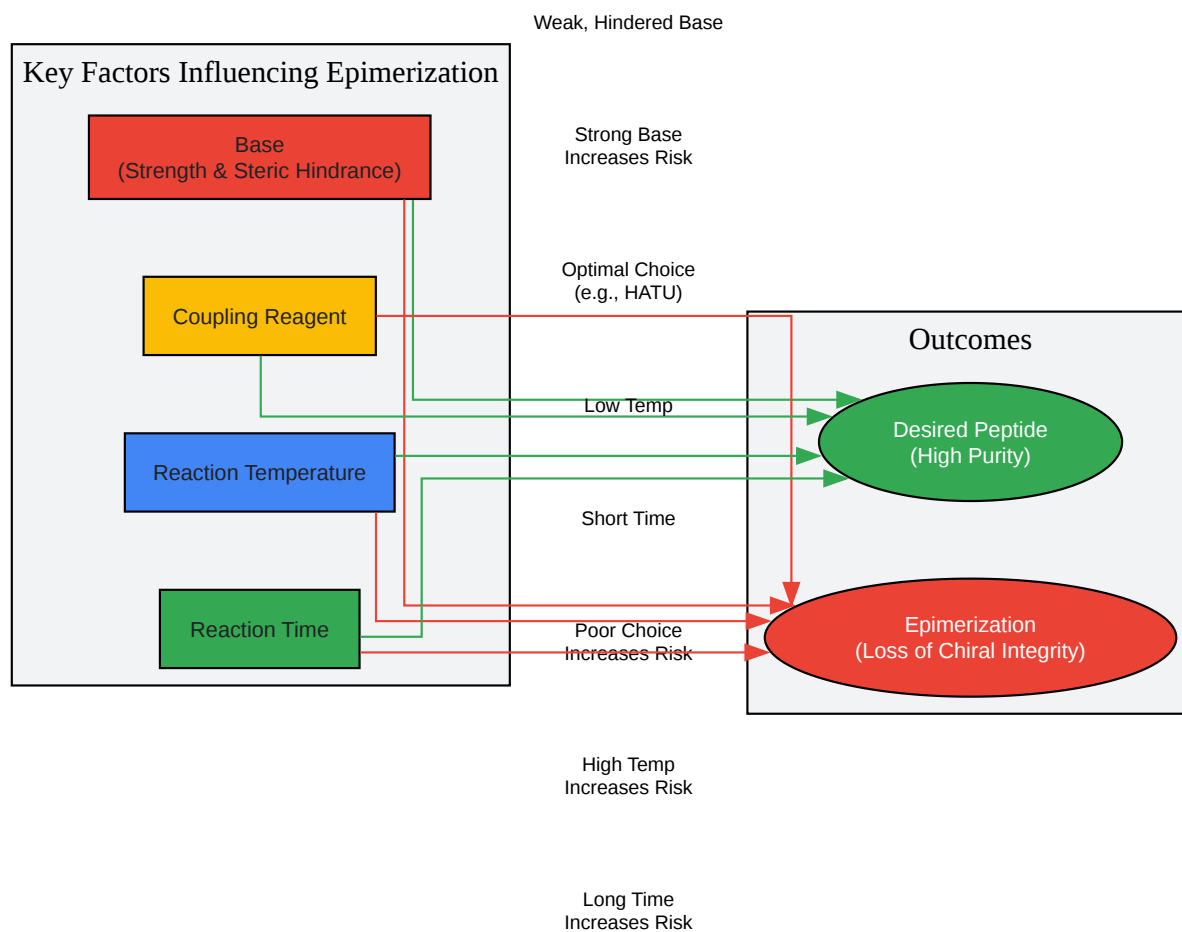 Weak, Hindered Base
Key Factors Influencing Epimerization
Base
(Strength & Steric Hindrance)
Strong Base
Increases Risk
Coupling Reagent
Optimal Choice
(e.g., HATU)
Outcomes
Low Temp
Desired Peptide
(High Purity)
Reaction Temperature
Short Time
Reaction Time
Poor Choice
Increases Risk
Epimerization
(Loss of Chiral Integrity)
High Temp
Increases Risk
Long Time
Increases Risk